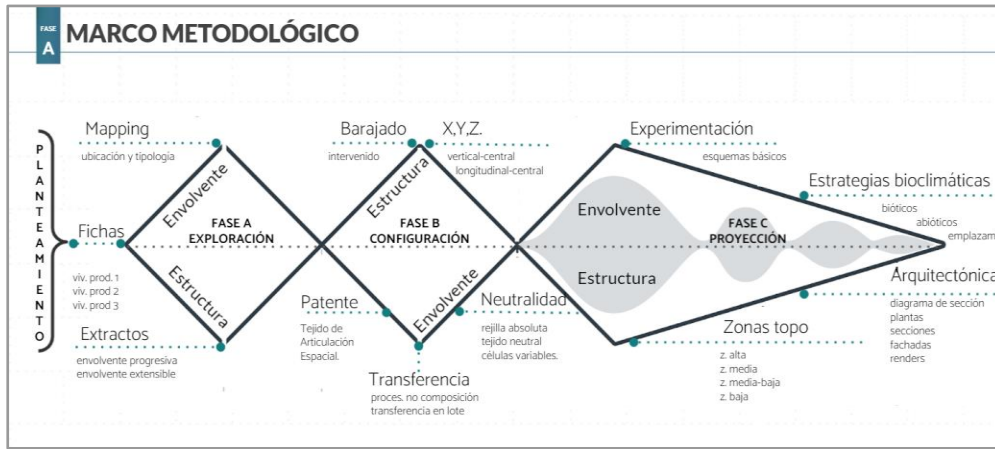 FASE
A
MARCO METODOLÓGICO
PLANTEAMIENTO
Mapping
ubicación y tipología
Fichas
viv. prod. 1
viv. prod 2
viv. prod 3
Extractos
envolvente progresiva
envolvente extensible
Envolvente
FASE A
EXPLORACIÓN
Estructura
Barajado
intervenido
X,Y,Z.
vertical-central
longitudinal-central
Estructura
FASE B
CONFIGURACIÓN
Envolvente
Patente
Tejido de
Articulación
Espacial.
Transferencia
proces. no composición
transferencia en lote
Neutralidad
rejilla absoluta
tejido neutral
células variables.
Experimentación
esquemas básicos
Envolvente
Estructura
FASE C
PROYECCIÓN
Estrategias bioclimáticas
bióticos
abióticos
emplazam
Zonas topo
z. alta
z. media
z. media-baja
z. baja
Arquitectónica
diagrama de sección
plantas
secciones
fachadas
renders